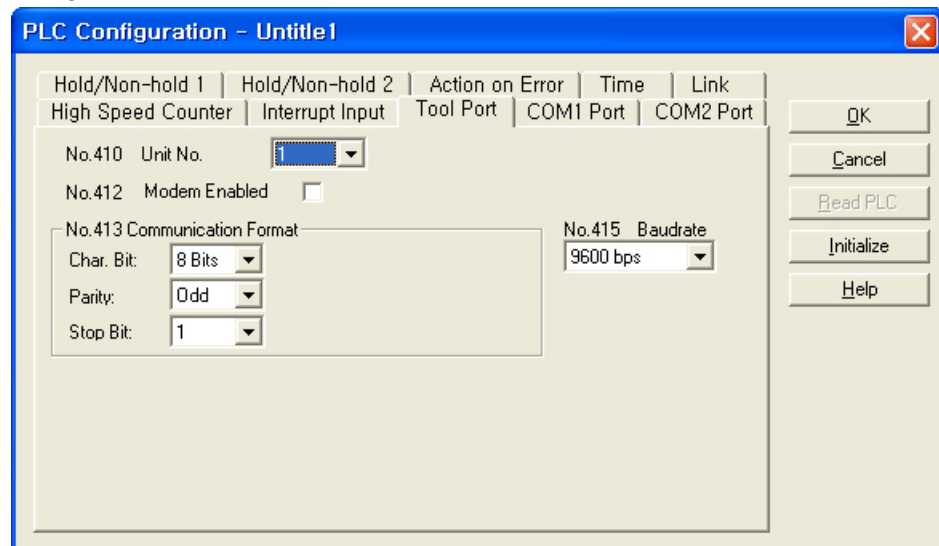 PLC Configuration - Untitle1
Hold/Non-hold 1 Hold/Non-hold 2 Action on Error Time Link
High Speed Counter Interrupt Input Tool Port COM1 Port COM2 Port
OK
No.410 Unit No. 1
Cancel
No.412 Modem Enabled
Read PLC
No.413 Communication Format
No.415 Baudrate
Char. Bit: 8 Bits
9600 bps
Initialize
Parity: Odd
Help
Stop Bit: 1